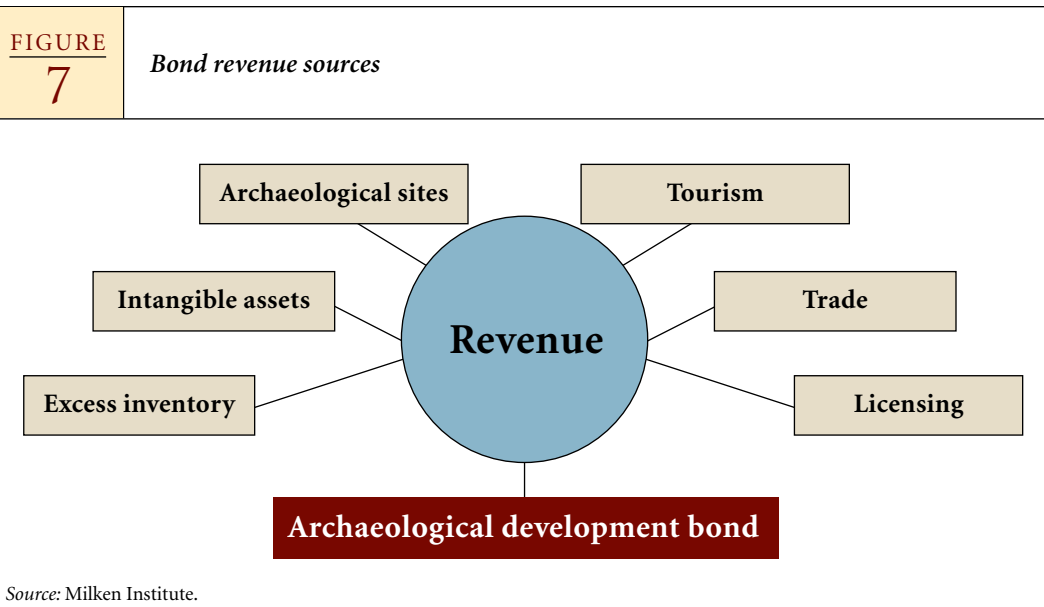 FIGURE
7
Bond revenue sources
Archaeological sites
Tourism
Intangible assets
Trade
Revenue
Excess inventory
Licensing
Archaeological development bond
Source: Milken Institute.